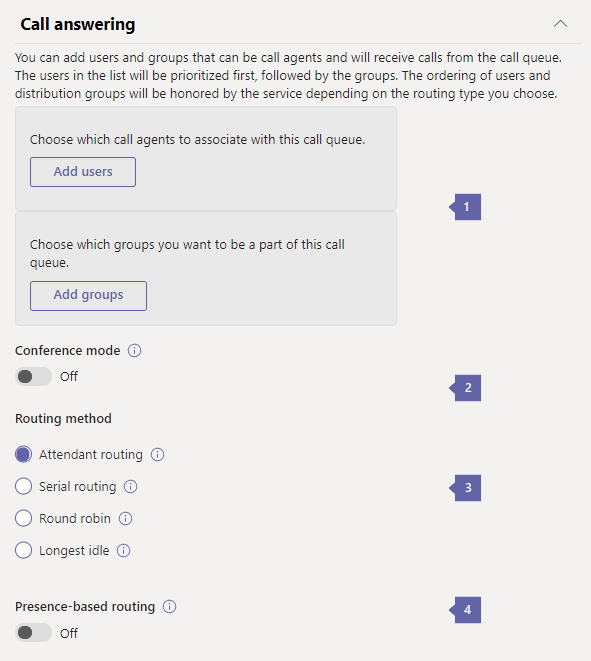 Call answering
You can add users and groups that can be call agents and will receive calls from the call queue.
The users in the list will be prioritized first, followed by the groups. The ordering of users and
distribution groups will be honored by the service depending on the routing type you choose.
Choose which call agents to associate with this call queue.
Add users
1
Choose which groups you want to be a part of this call
queue.
Add groups
Conference mode
Off
2
Routing method
Attendant routing
Serial routing
3
Round robin
Longest idle
Presence-based routing
4
Off